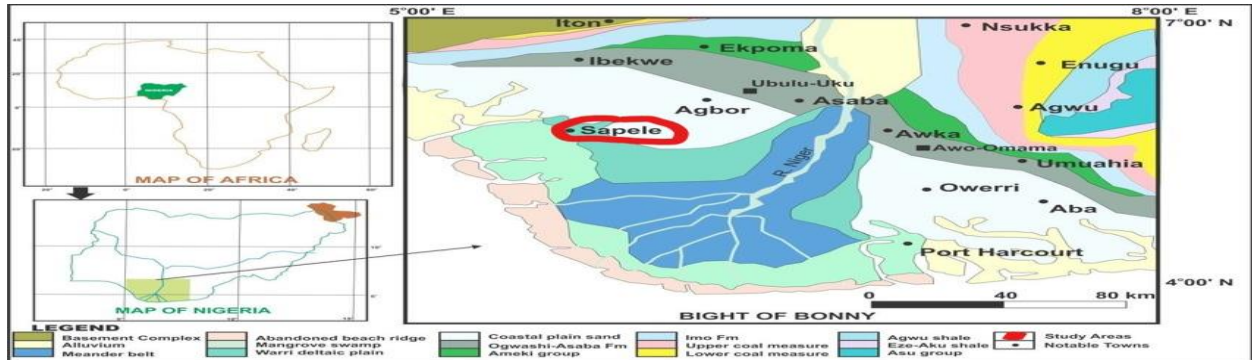 5°00' E
8°00' E
7°00' N
Iton
Nsukka
Ekpoma
Ibekwe
Enugu
Ubulu-Uku
Agbor
Asaba
Agwu
Sapele
Awka
Awo-Omama
Umuahia
R. Niger
Owerri
Aba
Port Harcourt
4°00' N
0 40 80 km
BIGHT OF BONNY
NIGERIA
MAP OF AFRICA
MAP OF NIGERIA
LEGEND
Basement Complex
Alluvium
Meander belt
Abandoned beach ridge
Mangrove swamp
Warri deltaic plain
Coastal plain sand
Ogwashi-Asaba Fm
Ameki group
Imo Fm
Upper coal measure
Lower coal measure
Agwu shale
Eze-Aku shale
Asu group
Study Areas
Notable Towns